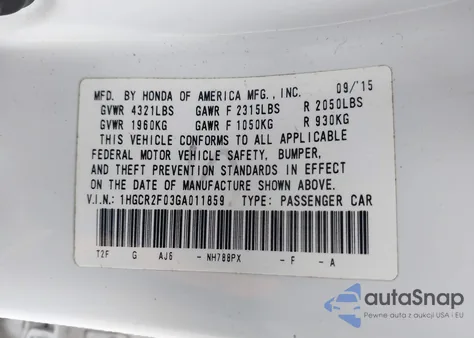 MFD. BY HONDA OF AMERICA MFG., INC. 09/'15
GVWR 4321LBS GAWR F 2315LBS R 2050LBS
GVWR 1960KG GAWR F 1050KG R 930KG
THIS VEHICLE CONFORMS TO ALL APPLICABLE
FEDERAL MOTOR VEHICLE SAFETY, BUMPER,
AND THEFT PREVENTION STANDARDS IN EFFECT
ON THE DATE OF MANUFACTURE SHOWN ABOVE.
V.I.N.: 1HGCR2F03GA011859 TYPE: PASSENGER CAR
T2F G AJ6 -NH788PX -F -A
autoSnap
Pewne auto z dostawą z USA i EU